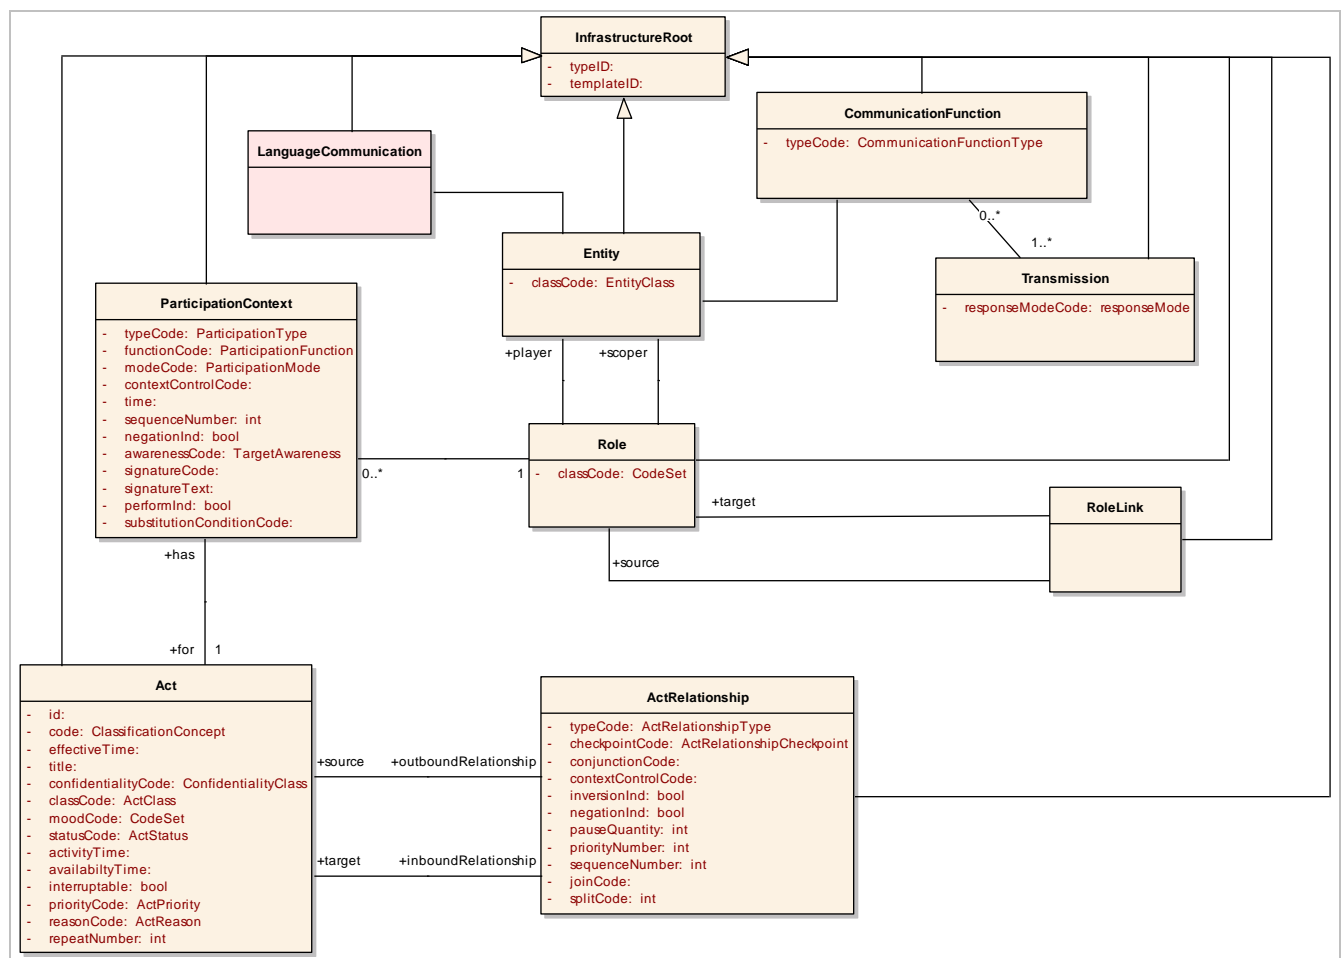 InfrastructureRoot
- typeID:
- templateID:
CommunicationFunction
- typeCode: CommunicationFunctionType
LanguageCommunication
0..*
1..*
Entity
- classCode: EntityClass
Transmission
- responseModeCode: responseMode
ParticipationContext
- typeCode: ParticipationType
- functionCode: ParticipationFunction
- modeCode: ParticipationMode
- contextControlCode:
- time:
- sequenceNumber: int
- negationInd: bool
- awarenessCode: TargetAwareness
- signatureCode:
- signatureText:
- performInd: bool
- substitutionConditionCode:
+player
+scoper
Role
- classCode: CodeSet
0..*
1
+target
RoleLink
+source
+has
+for
1
Act
- id:
- code: ClassificationConcept
- effectiveTime:
- title:
- confidentialityCode: ConfidentialityClass
- classCode: ActClass
- moodCode: CodeSet
- statusCode: ActStatus
- activityTime:
- availabiltyTime:
- interruptable: bool
- priorityCode: ActPriority
- reasonCode: ActReason
- repeatNumber: int
+source
+outboundRelationship
+target
+inboundRelationship
ActRelationship
- typeCode: ActRelationshipType
- checkpointCode: ActRelationshipCheckpoint
- conjunctionCode:
- contextControlCode:
- inversionInd: bool
- negationInd: bool
- pauseQuantity: int
- priorityNumber: int
- sequenceNumber: int
- joinCode:
- splitCode: int